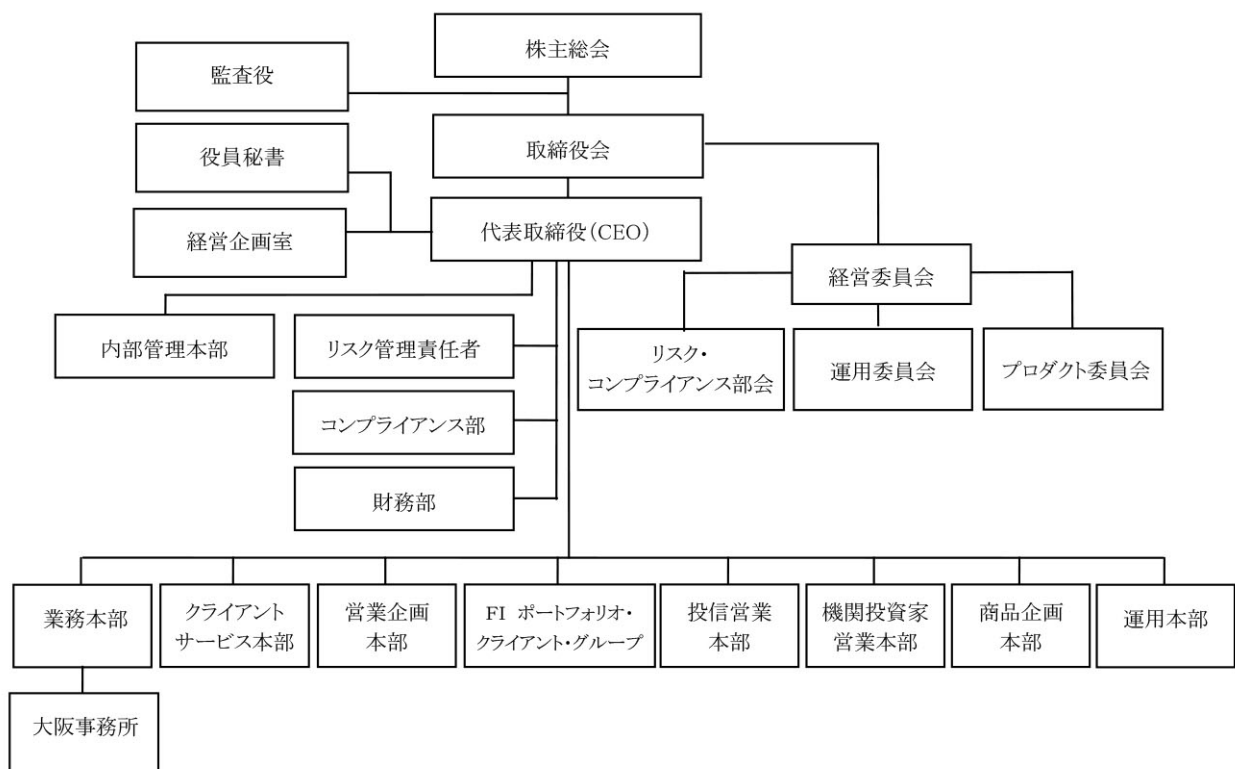 株主総会
監査役
取締役会
役員秘書
代表取締役（CEO）
経営企画室
経営委員会
内部管理本部
リスク管理責任者
リスク・
コンプライアンス部会
運用委員会
プロダクト委員会
コンプライアンス部
財務部
業務本部
クライアント
サービス本部
営業企画
本部
FI ポートフォリオ・
クライアント・グループ
投信営業
本部
機関投資家
営業本部
商品企画
本部
運用本部
大阪事務所